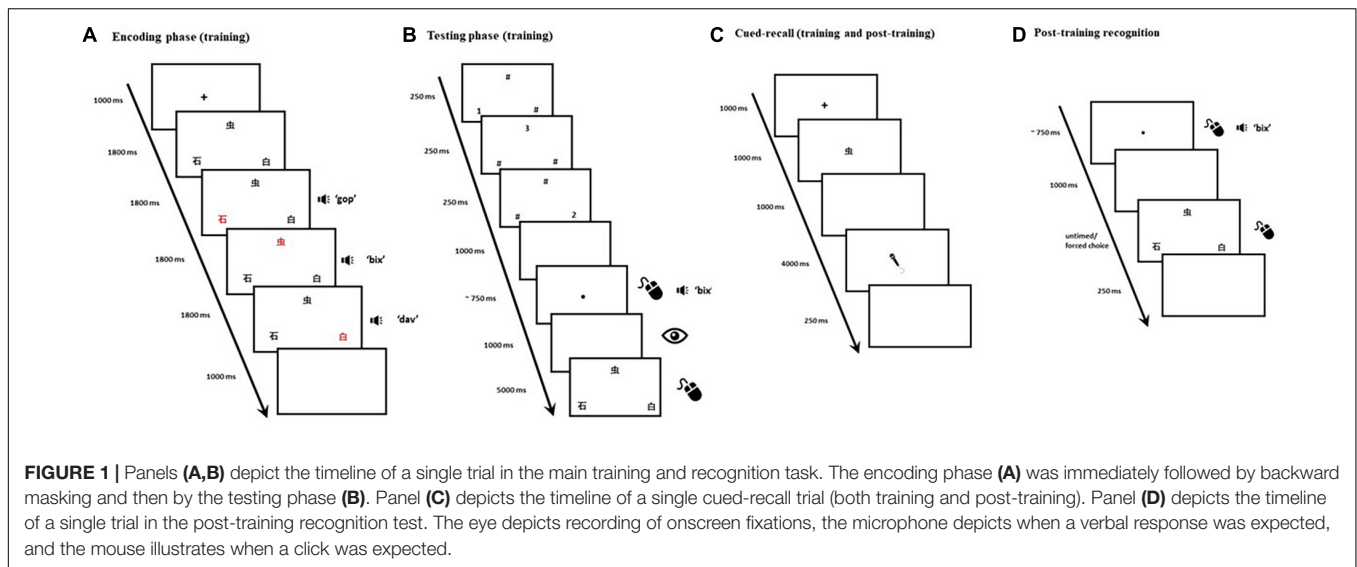 A Encoding phase (training)
1000 ms
+
1800 ms
虫
石 白
1800 ms
虫
石 白
'gop'
1800 ms
虫
石 白
'bix'
1800 ms
虫
石 白
'dav'
1000 ms
B Testing phase (training)
250 ms
#
1 #
250 ms
3
# #
250 ms
#
# 2
1000 ms
~ 750 ms
'bix'
1000 ms
5000 ms
虫
石 白
C Cued-recall (training and post-training)
1000 ms
+
1000 ms
虫
1000 ms
4000 ms
250 ms
D Post-training recognition
~ 750 ms
'bix'
1000 ms
untimed/
forced choice
虫
石 白
250 ms
FIGURE 1 | Panels (A,B) depict the timeline of a single trial in the main training and recognition task. The encoding phase (A) was immediately followed by backward
masking and then by the testing phase (B). Panel (C) depicts the timeline of a single cued-recall trial (both training and post-training). Panel (D) depicts the timeline
of a single trial in the post-training recognition test. The eye depicts recording of onscreen fixations, the microphone depicts when a verbal response was expected,
and the mouse illustrates when a click was expected.